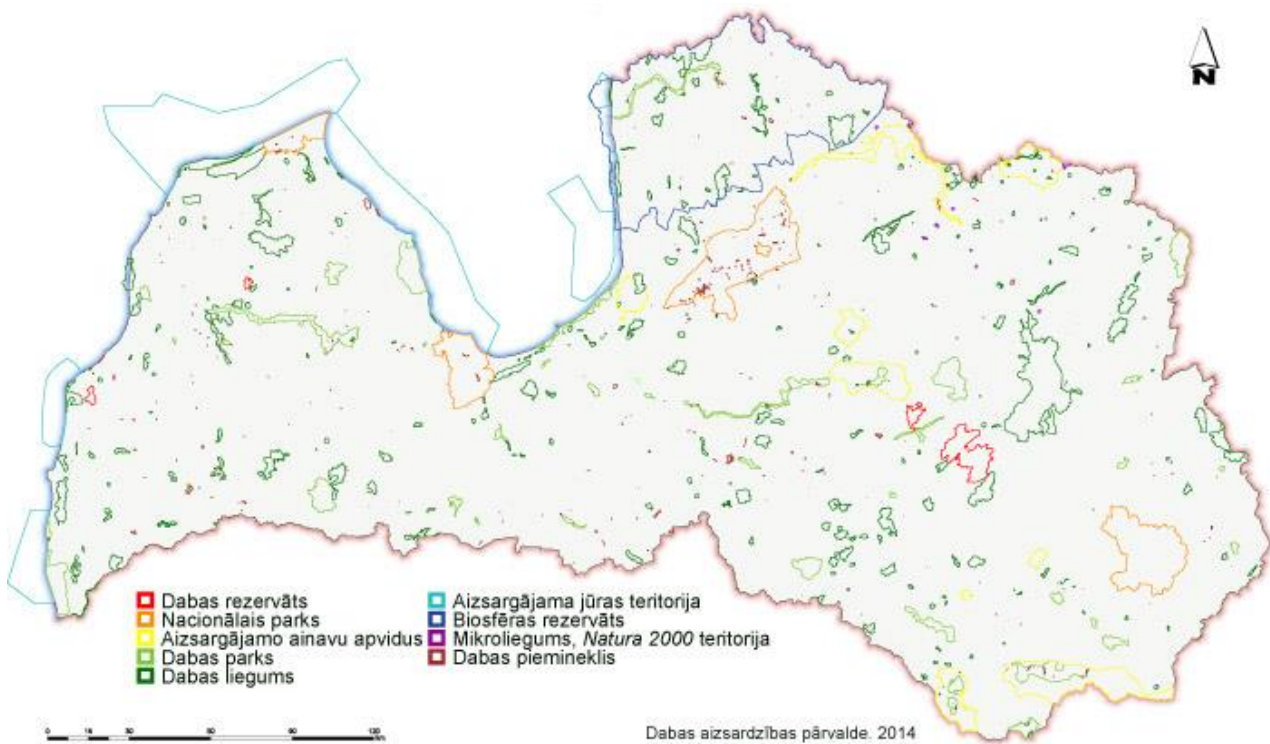 N
Dabas rezervāts
Nacionālais parks
Aizsargājamo ainavu apvidus
Dabas parks
Dabas liegums
Aizsargājama jūras teritorija
Biosfēras rezervāts
Mikroliegums, Natura 2000 teritorija
Dabas piemineklis
Dabas aizsardzības pārvalde. 2014